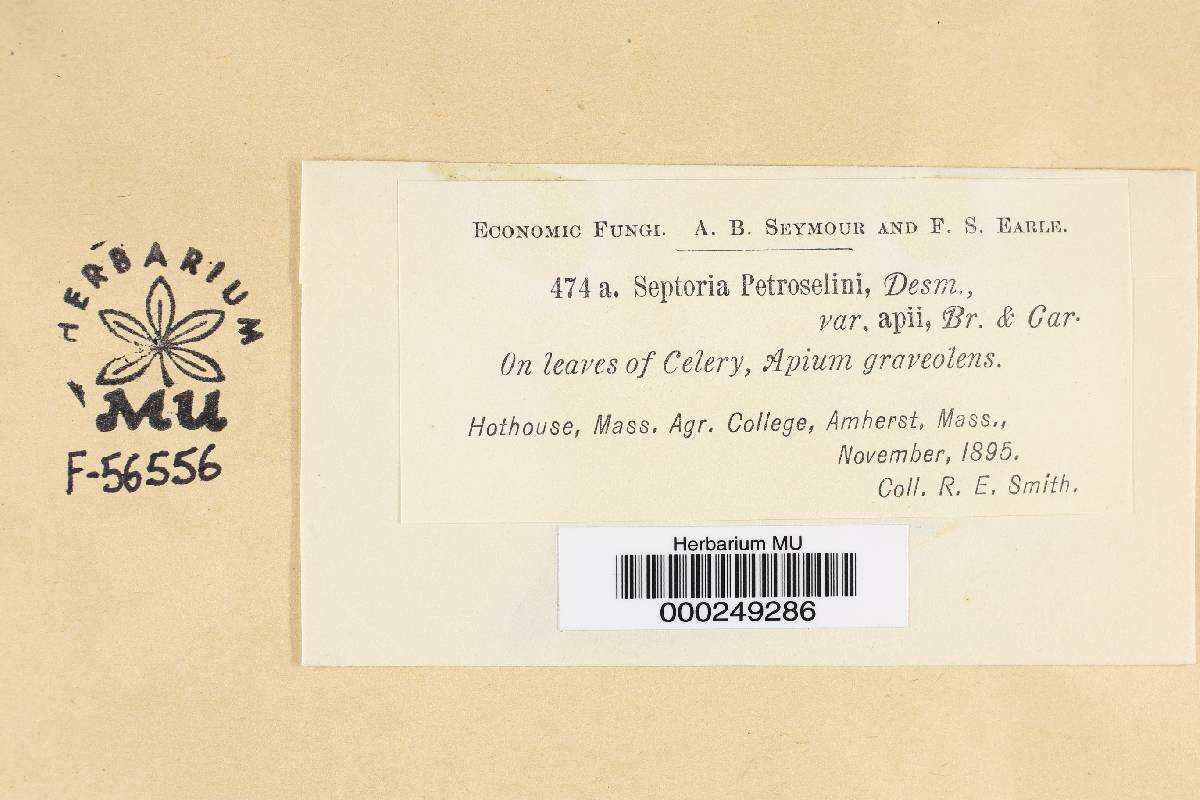 HERBARIUM
MU
F-56556
ECONOMIC FUNGI. A. B. SEYMOUR AND F. S. EARLE.
474 a. Septoria Petroselini, Desm.,
var. apii, Br. & Car.
On leaves of Celery, Apium graveolens.
Hothouse, Mass. Agr. College, Amherst, Mass.,
November, 1895.
Coll. R. E. Smith.
Herbarium MU
000249286